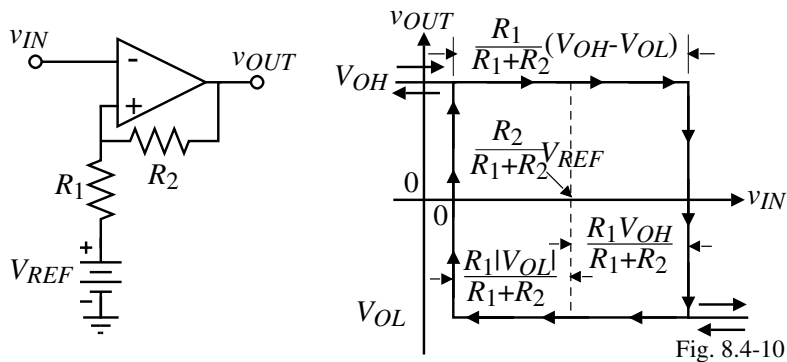 vIN
-
+
vOUT
R2
R1
+
VREF
-
vOUT
R1
R1+R2
(VOH-VOL)
VOH
R2
R1+R2
VREF
0
0
vIN
R1VOH
R1+R2
R1|VOL|
R1+R2
VOL
Fig. 8.4-10